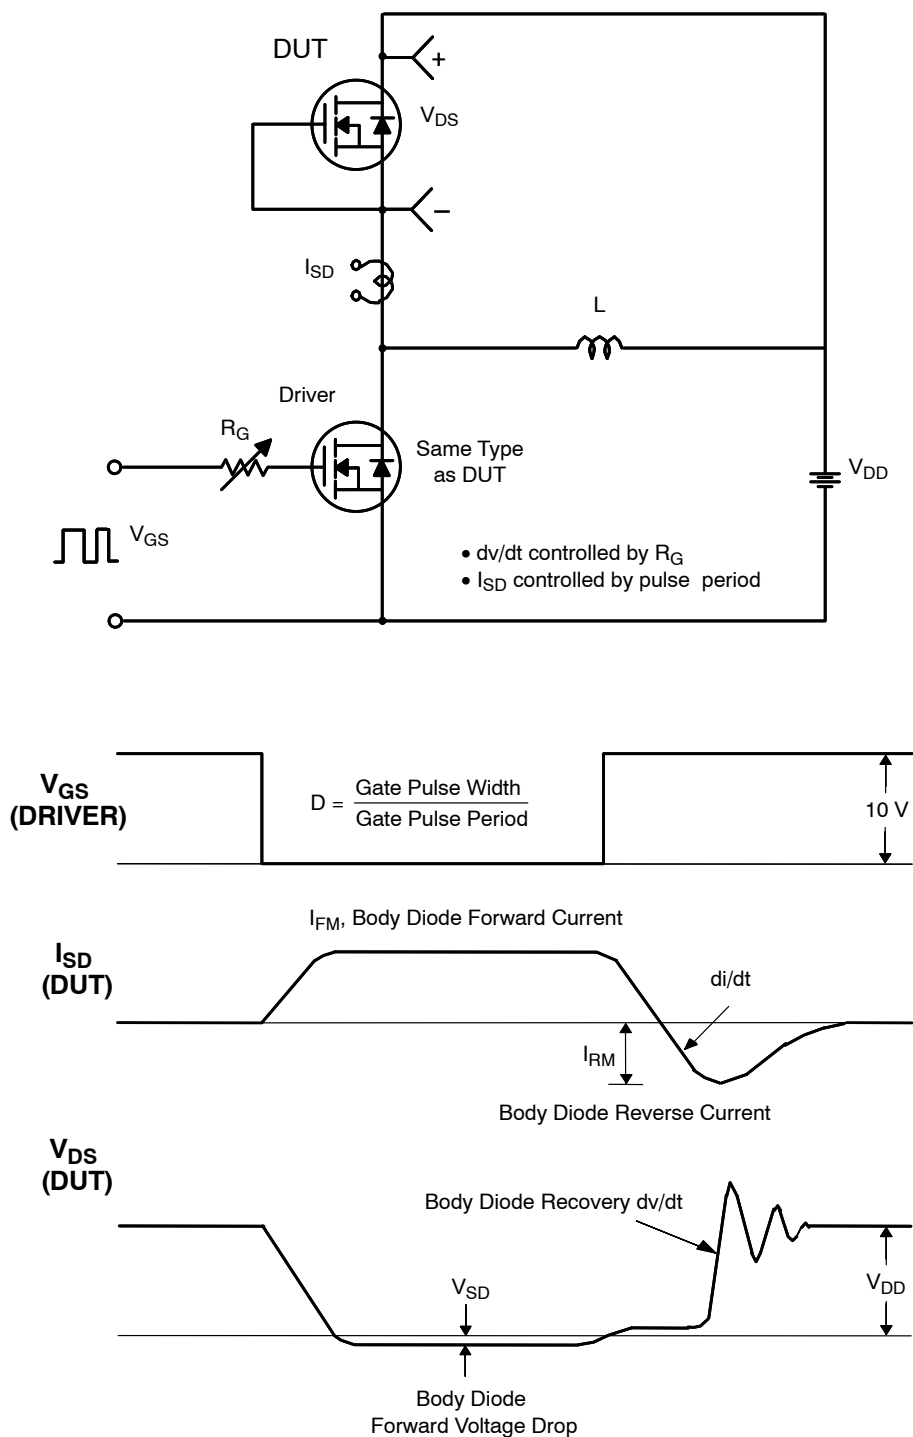 DUT
+
V_DS
−
I_SD
L
Driver
R_G
Same Type
as DUT
V_DD
V_GS
• dv/dt controlled by R_G
• I_SD controlled by pulse period
V_GS
(DRIVER)
D = Gate Pulse Width
Gate Pulse Period
10 V
I_FM, Body Diode Forward Current
I_SD
(DUT)
di/dt
I_RM
Body Diode Reverse Current
V_DS
(DUT)
Body Diode Recovery dv/dt
V_SD
V_DD
Body Diode
Forward Voltage Drop